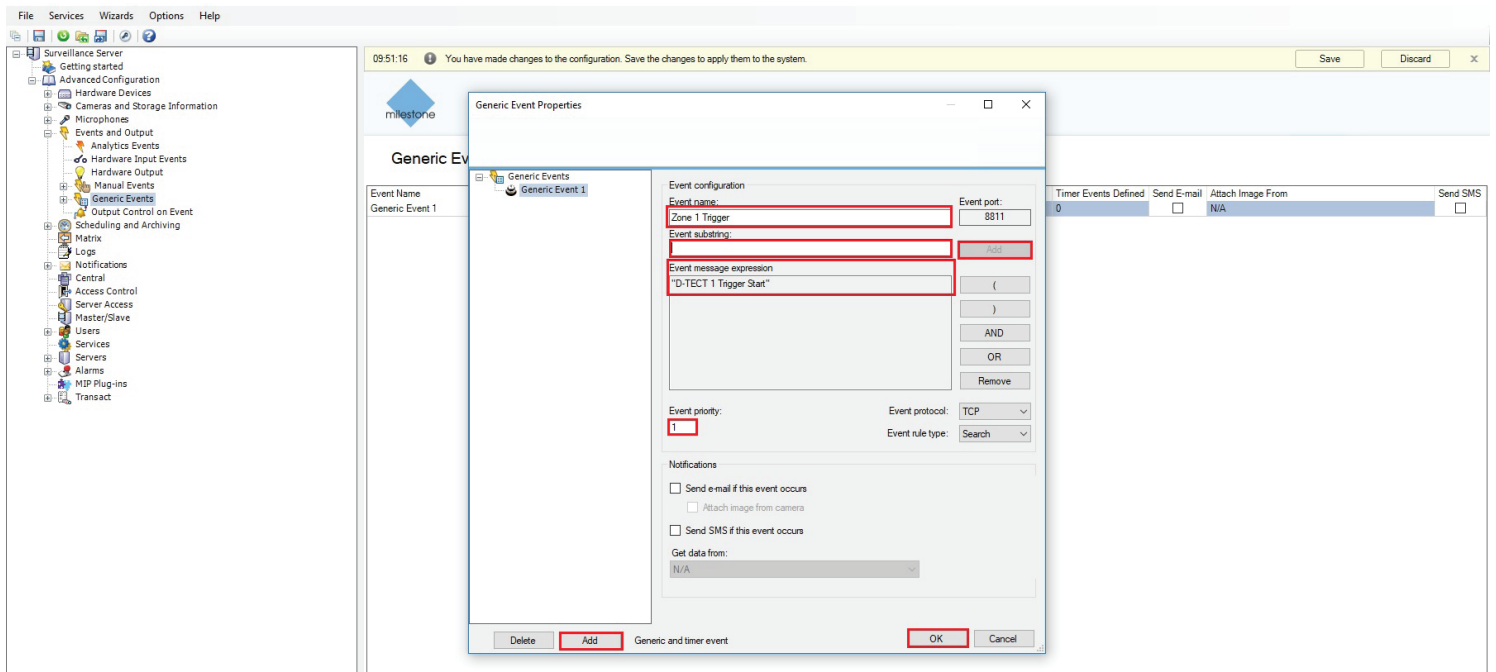 File Services Wizards Options Help
Surveillance Server
Getting started
Advanced Configuration
Hardware Devices
Cameras and Storage Information
Microphones
Events and Output
Analytics Events
Hardware Input Events
Hardware Output
Manual Events
Generic Events
Output Control on Event
Scheduling and Archiving
Matrix
Logs
Notifications
Central
Access Control
Server Access
Master/Slave
Users
Services
Servers
Alarms
MIP Plug-ins
Transact
09:51:16 You have made changes to the configuration. Save the changes to apply them to the system. Save Discard
milestone
Generic Ev
Event Name Timer Events Defined Send E-mail Attach Image From Send SMS
Generic Event 1 0 N/A
Generic Event Properties
Generic Events
Generic Event 1
Event configuration
Event name: Event port:
Zone 1 Trigger 8811
Event substring:
Add
Event message expression
"D-TECT 1 Trigger Start" (
)
AND
OR
Remove
Event priority: Event protocol: TCP
1 Event rule type: Search
Notifications
Send e-mail if this event occurs
Attach image from camera
Send SMS if this event occurs
Get data from:
N/A
Delete Add Generic and timer event OK Cancel